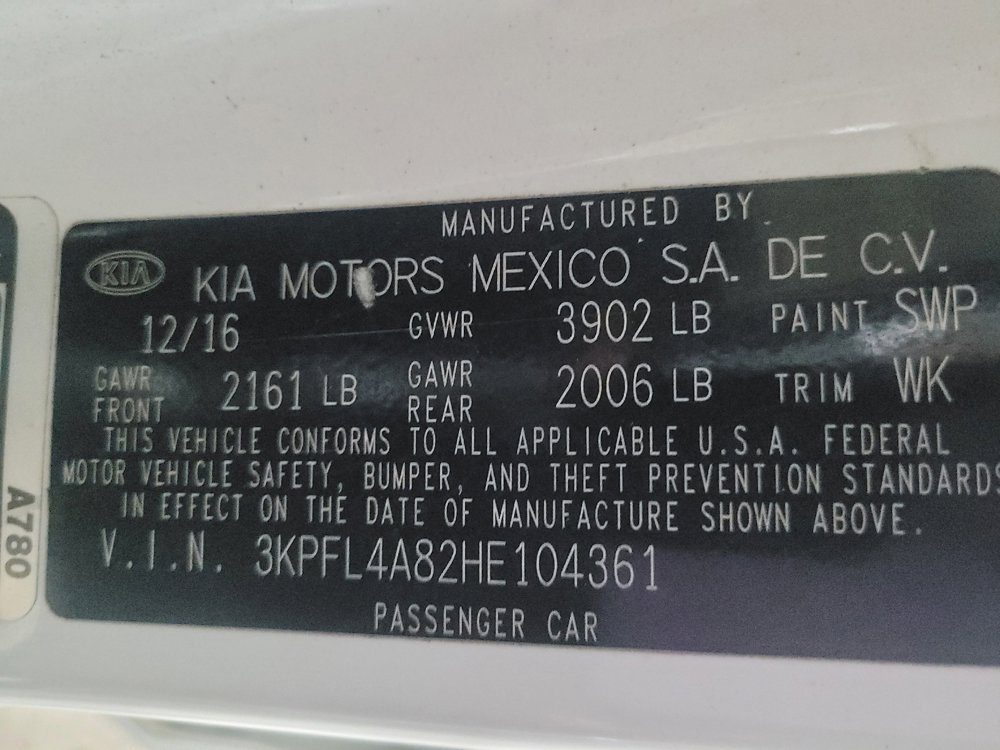 MANUFACTURED BY
KIA KIA MOTORS MEXICO S.A. DE C.V.
12/16 GVWR 3902 LB PAINT SWP
GAWR FRONT 2161 LB GAWR REAR 2006 LB TRIM WK
THIS VEHICLE CONFORMS TO ALL APPLICABLE U.S.A. FEDERAL
MOTOR VEHICLE SAFETY, BUMPER, AND THEFT PREVENTION STANDARDS
IN EFFECT ON THE DATE OF MANUFACTURE SHOWN ABOVE.
V.I.N. 3KPFL4A82HE104361
PASSENGER CAR
A780